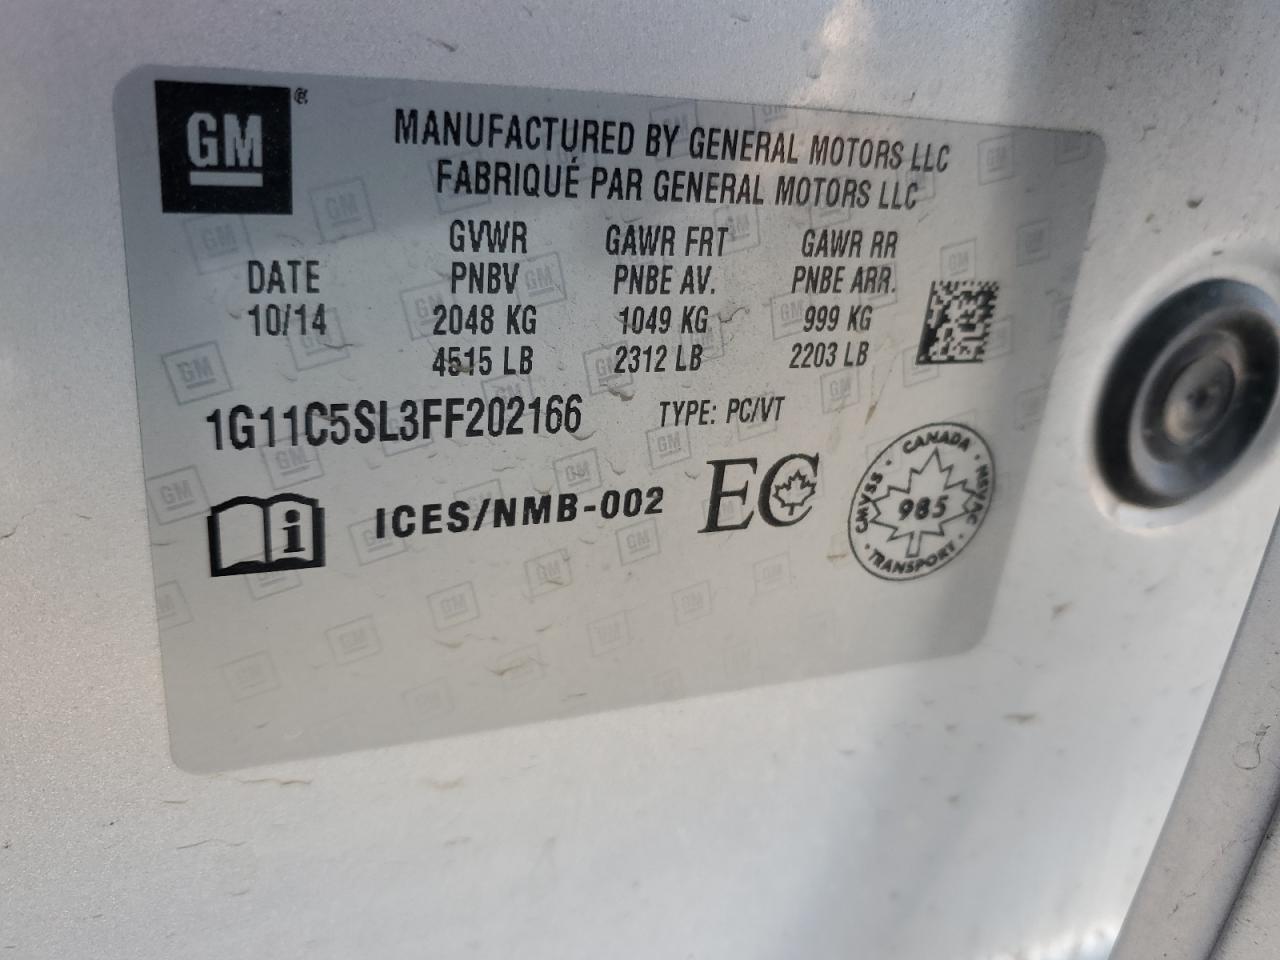 GM ®
MANUFACTURED BY GENERAL MOTORS LLC
FABRIQUÉ PAR GENERAL MOTORS LLC
DATE
10/14
GVWR
PNBV
2048 KG
4515 LB
GAWR FRT
PNBE AV.
1049 KG
2312 LB
GAWR RR
PNBE ARR.
999 KG
2203 LB
1G11C5SL3FF202166 TYPE: PC/VT
i ICES/NMB-002 EC
CANADA
CMVSS 985 NSVAC
TRANSPORT